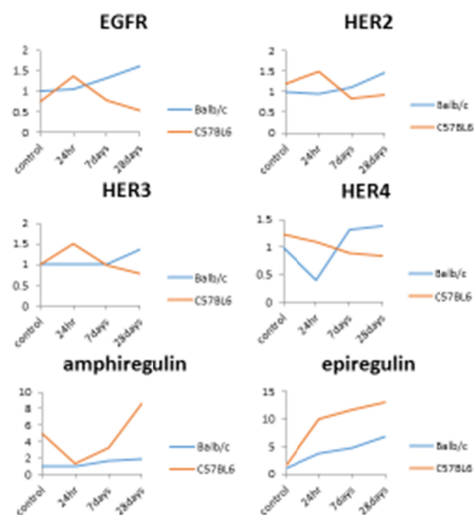 EGFR
2
1.5
1
0.5
0
control
24hr
7days
28days
Balb/c
C57BL6
HER2
2
1.5
1
0.5
0
control
24hr
7days
28days
Balb/c
C57BL6
HER3
2
1.5
1
0.5
0
control
24hr
7days
28days
Balb/c
C57BL6
HER4
1.5
1
0.5
0
control
24hr
7days
28days
Balb/c
C57BL6
amphiregulin
10
8
6
4
2
0
control
24hr
7days
28days
Balb/c
C57BL6
epiregulin
15
10
5
0
control
24hr
7days
28days
Balb/c
C57BL6